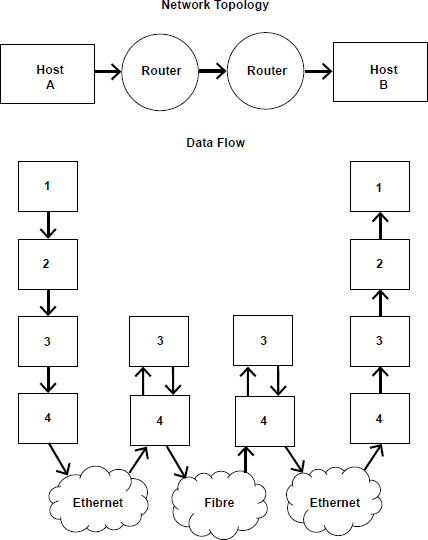 Network Topology
Host
A
Router
Router
Host
B
Data Flow
1
1
2
2
3
3
3
3
4
4
4
4
Ethernet
Fibre
Ethernet